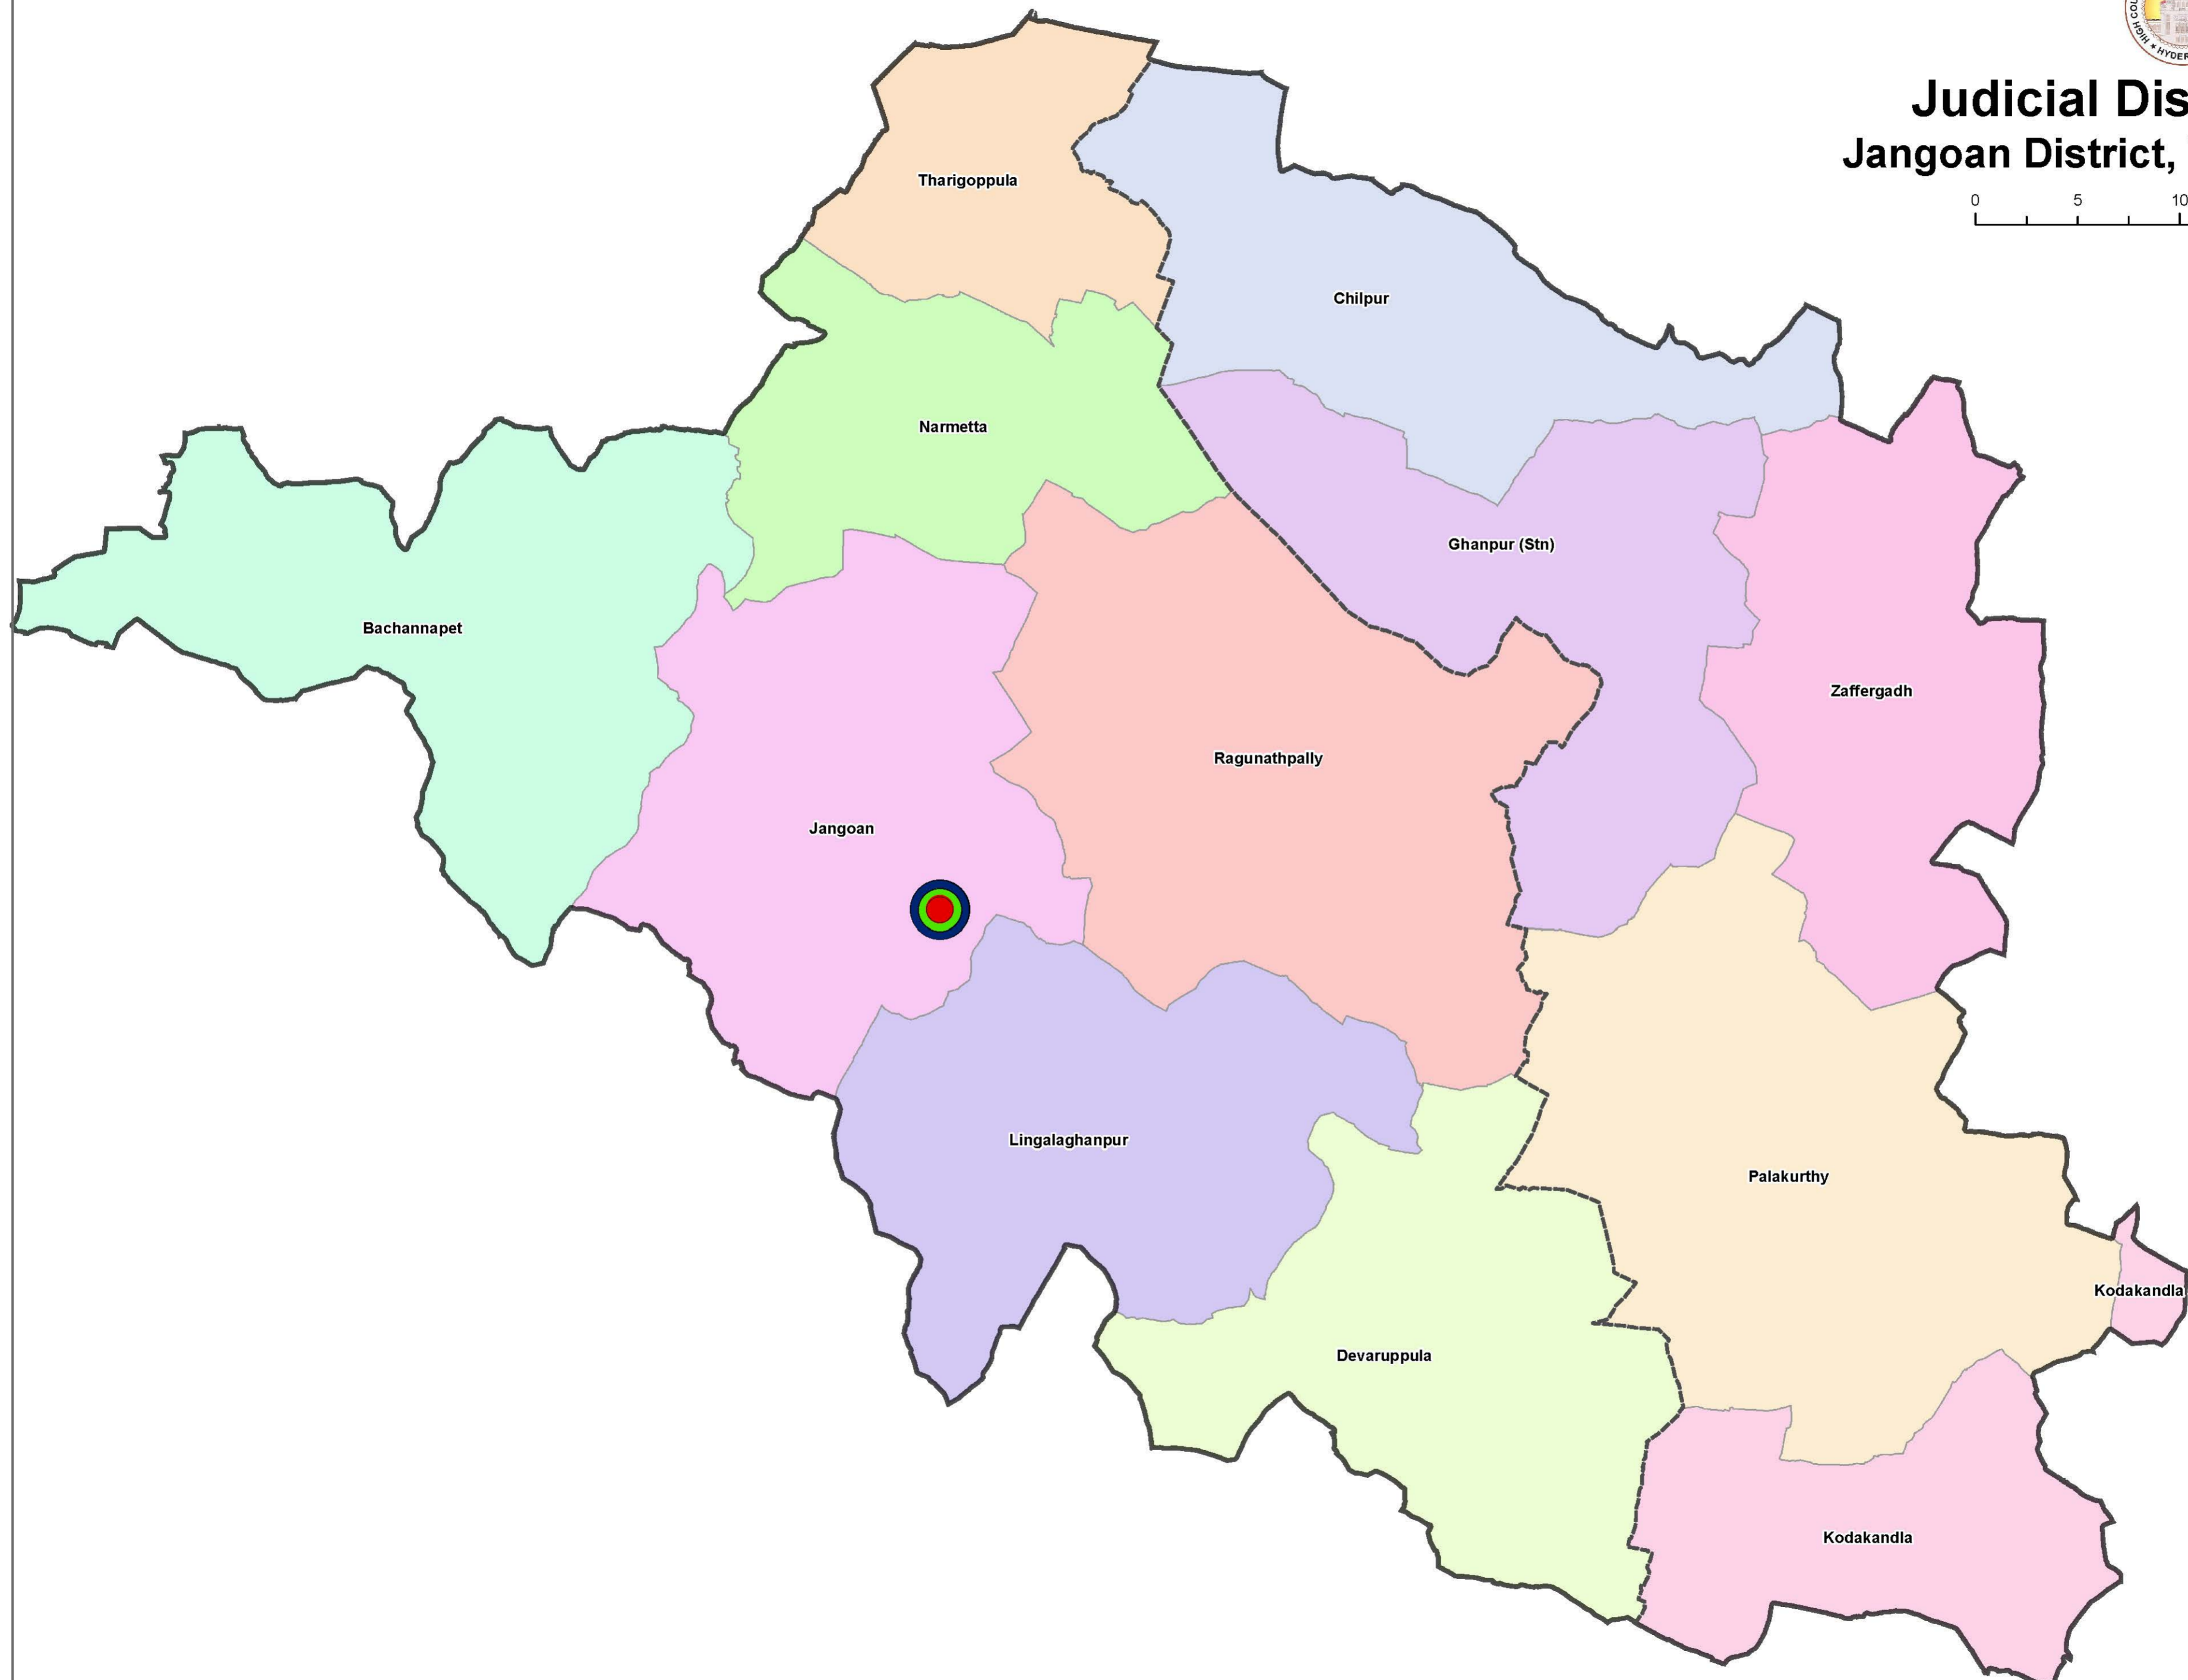 Judicial Dis
Jangoan District,
0 5 10
Tharigoppula
Chilpur
Narmetta
Ghanpur (Stn)
Bachannapet
Zaffergadh
Ragunathpally
Jangoan
Lingalaghanpur
Palakurthy
Kodakandla
Devaruppula
Kodakandla